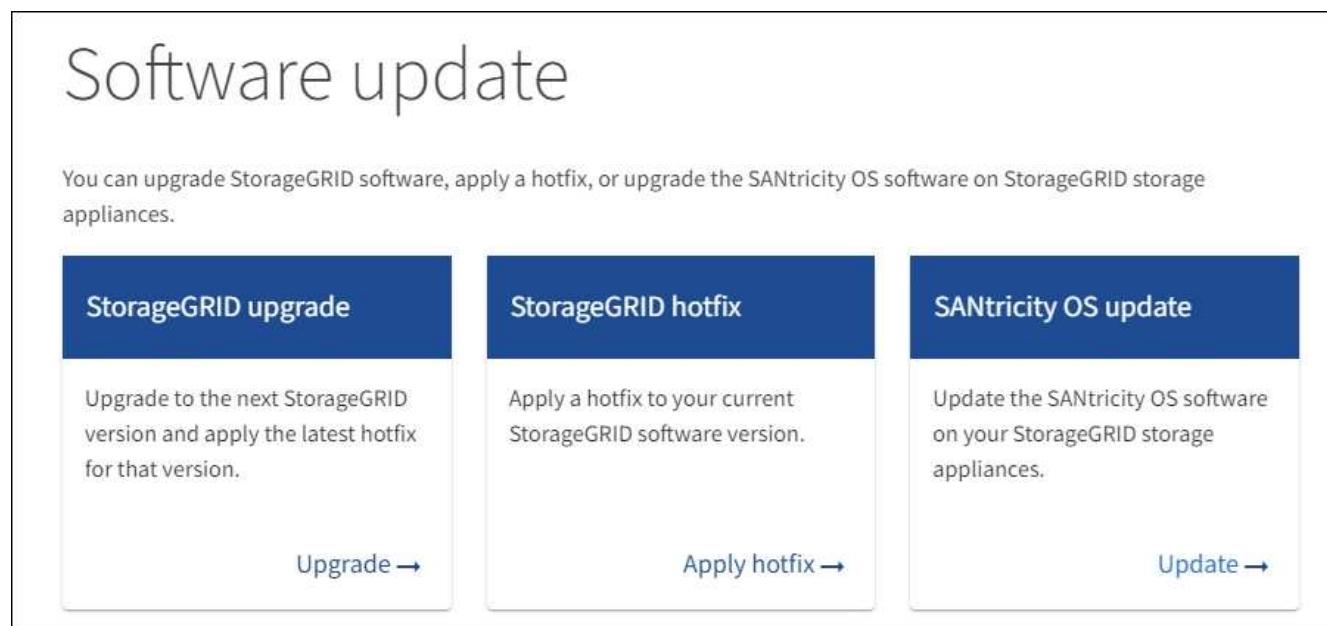 Software update
You can upgrade StorageGRID software, apply a hotfix, or upgrade the SANtricity OS software on StorageGRID storage
appliances.
StorageGRID upgrade
Upgrade to the next StorageGRID
version and apply the latest hotfix
for that version.
Upgrade →
StorageGRID hotfix
Apply a hotfix to your current
StorageGRID software version.
Apply hotfix →
SANtricity OS update
Update the SANtricity OS software
on your StorageGRID storage
appliances.
Update →